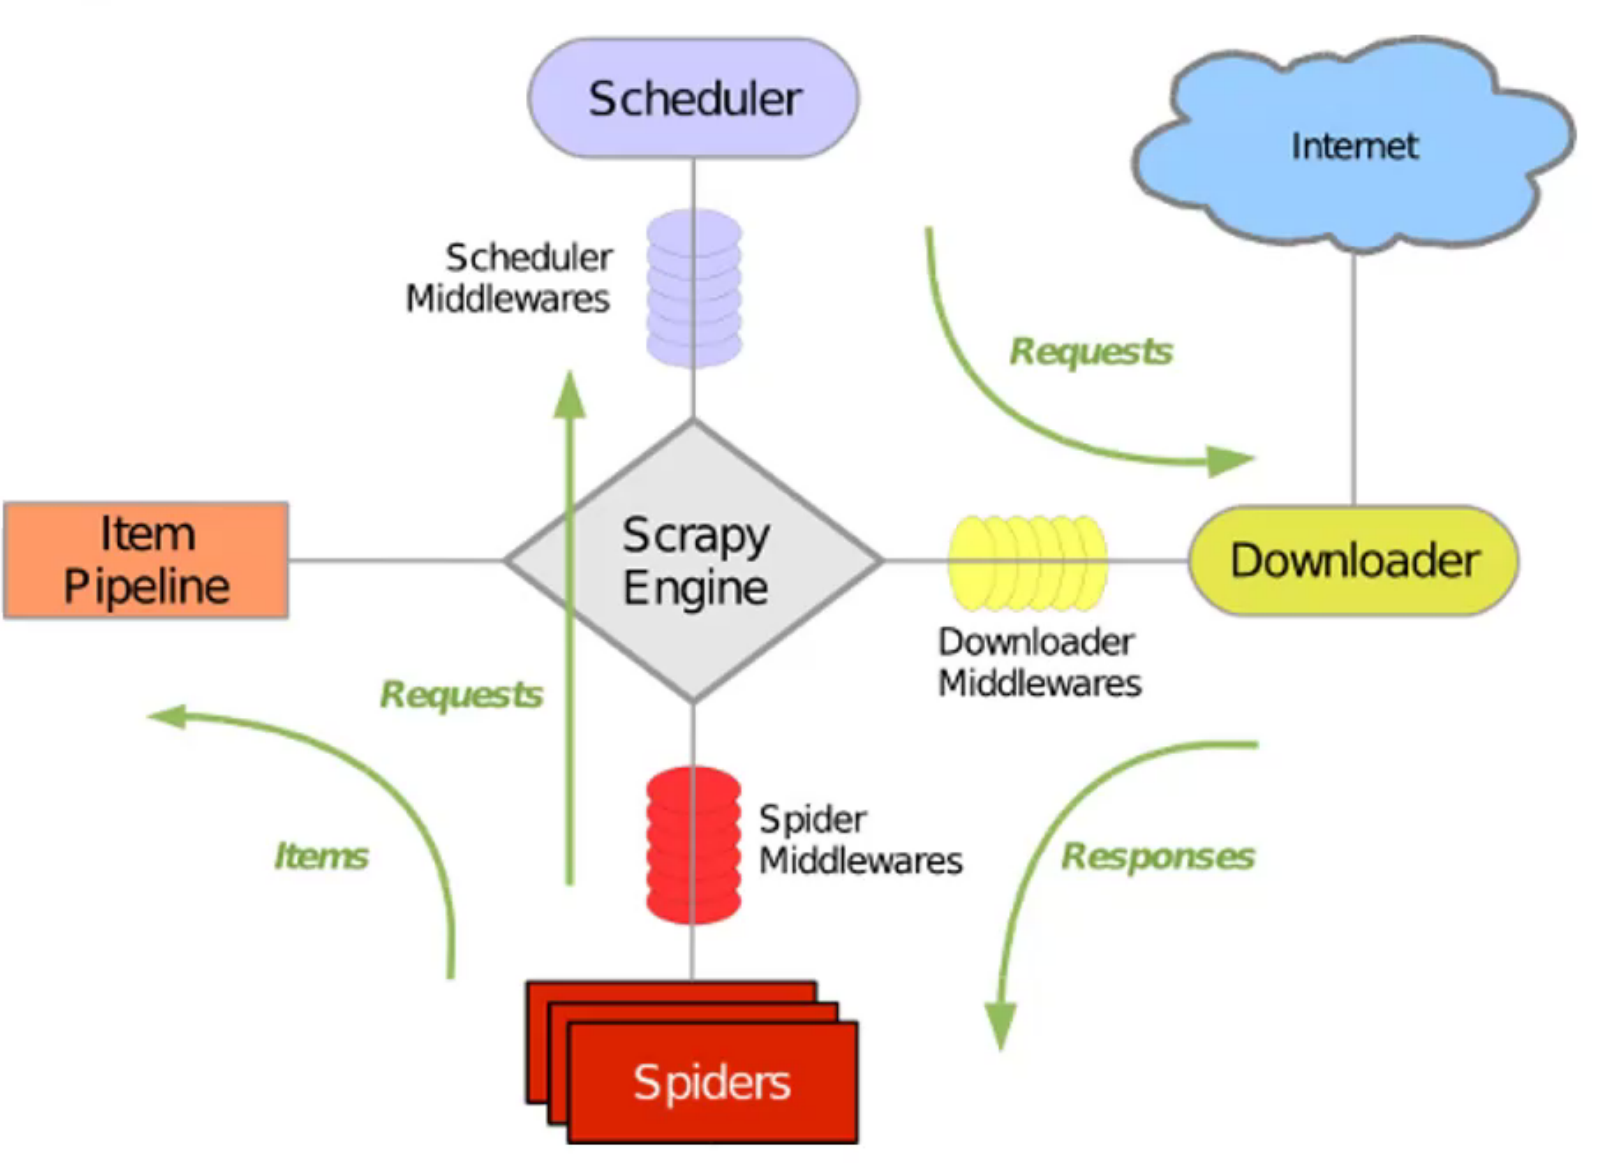 Scheduler
Internet
Scheduler
Middlewares
Requests
Item
Pipeline
Scrapy
Engine
Downloader
Downloader
Middlewares
Requests
Items
Spider
Middlewares
Responses
Spiders